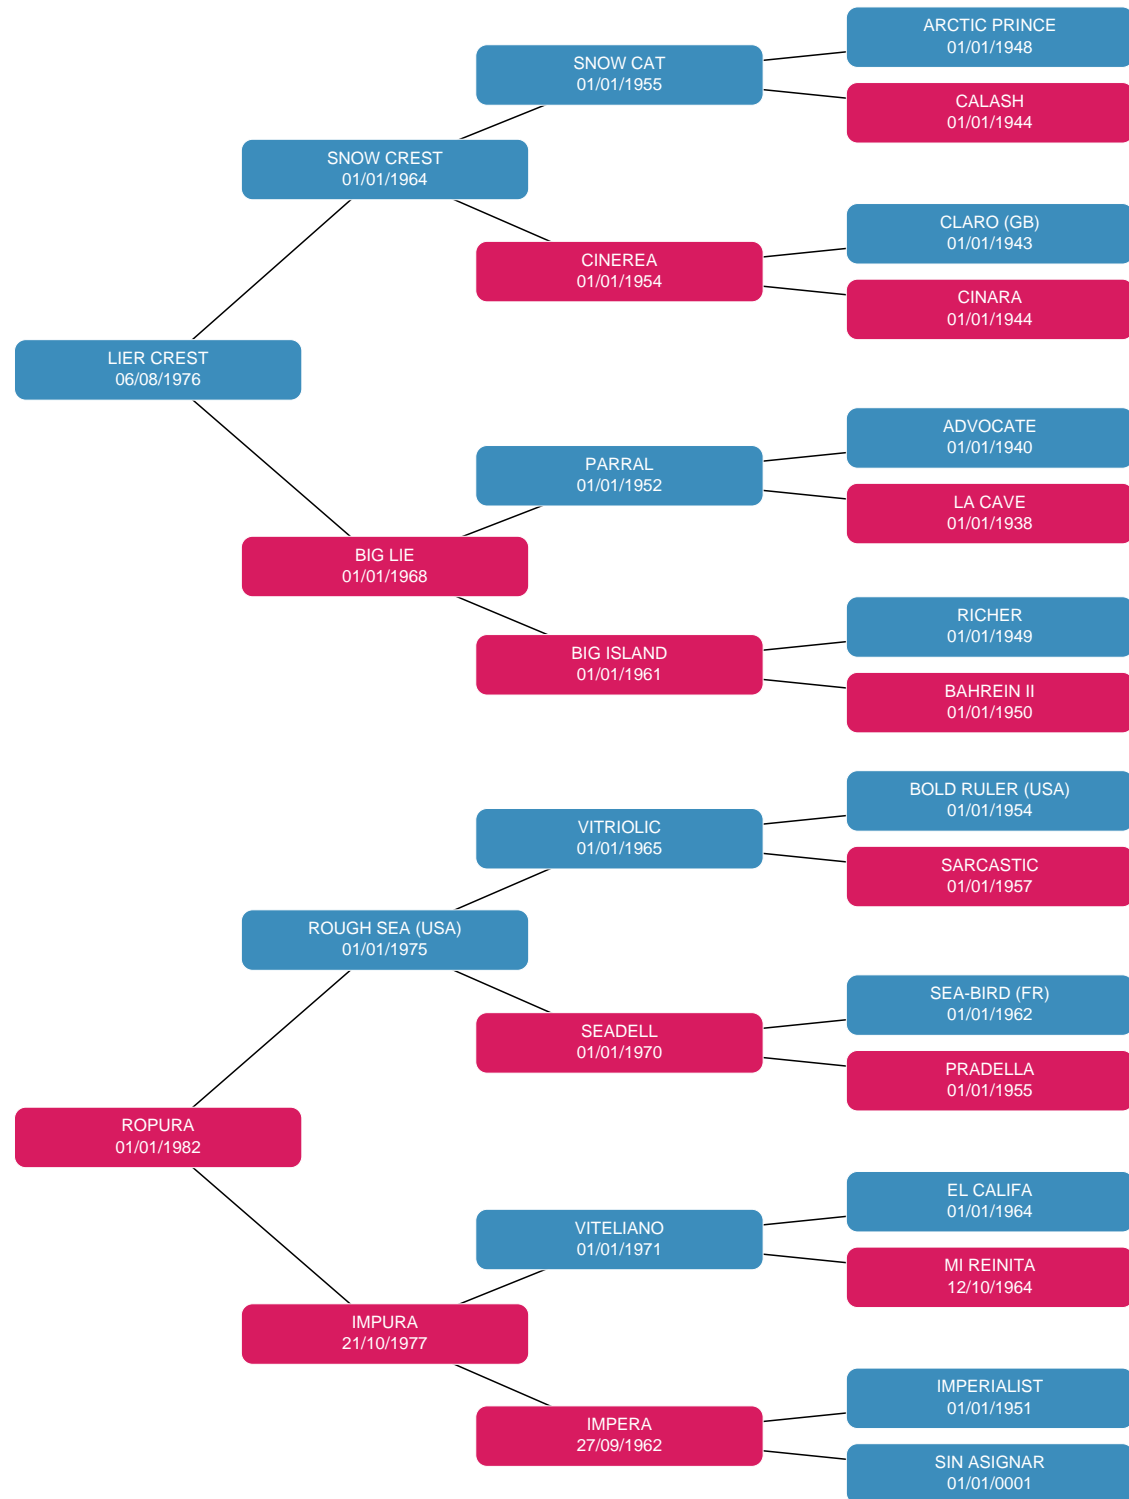 ARCTIC PRINCE
01/01/1948
SNOW CAT
01/01/1955
CALASH
01/01/1944
SNOW CREST
01/01/1964
CLARO (GB)
01/01/1943
CINEREA
01/01/1954
CINARA
01/01/1944
LIER CREST
06/08/1976
ADVOCATE
01/01/1940
PARRAL
01/01/1952
LA CAVE
01/01/1938
BIG LIE
01/01/1968
RICHER
01/01/1949
BIG ISLAND
01/01/1961
BAHREIN II
01/01/1950
BOLD RULER (USA)
01/01/1954
VITRIOLIC
01/01/1965
SARCASTIC
01/01/1957
ROUGH SEA (USA)
01/01/1975
SEA-BIRD (FR)
01/01/1962
SEADELL
01/01/1970
PRADELLA
01/01/1955
ROPURA
01/01/1982
EL CALIFA
01/01/1964
VITELIANO
01/01/1971
MI REINITA
12/10/1964
IMPURA
21/10/1977
IMPERIALIST
01/01/1951
IMPERA
27/09/1962
SIN ASIGNAR
01/01/0001